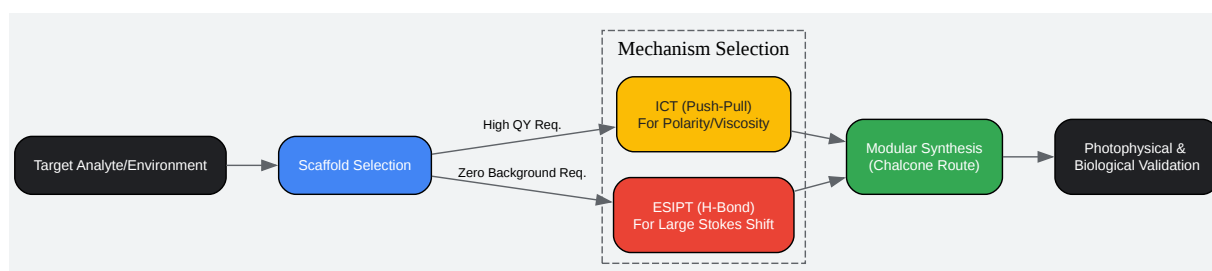 Mechanism Selection
Target Analyte/Environment
Scaffold Selection
High QY Req.
Zero Background Req.
ICT (Push-Pull)
For Polarity/Viscosity
ESIPT (H-Bond)
For Large Stokes Shift
Modular Synthesis
(Chalcone Route)
Photophysical &
Biological Validation